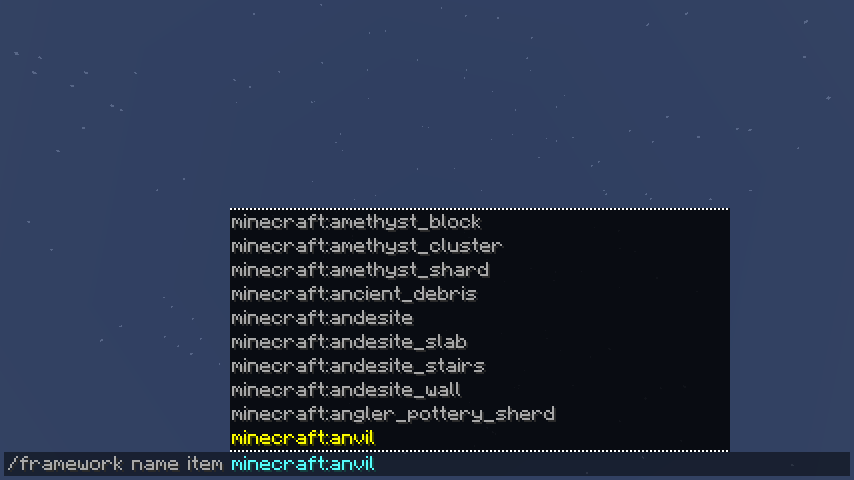 minecraft:amethyst_block
minecraft:amethyst_cluster
minecraft:amethyst_shard
minecraft:ancient_debris
minecraft:andesite
minecraft:andesite_slab
minecraft:andesite_stairs
minecraft:andesite_wall
minecraft:angler_pottery_sherd
minecraft:anvil
/framework name item minecraft:anvil